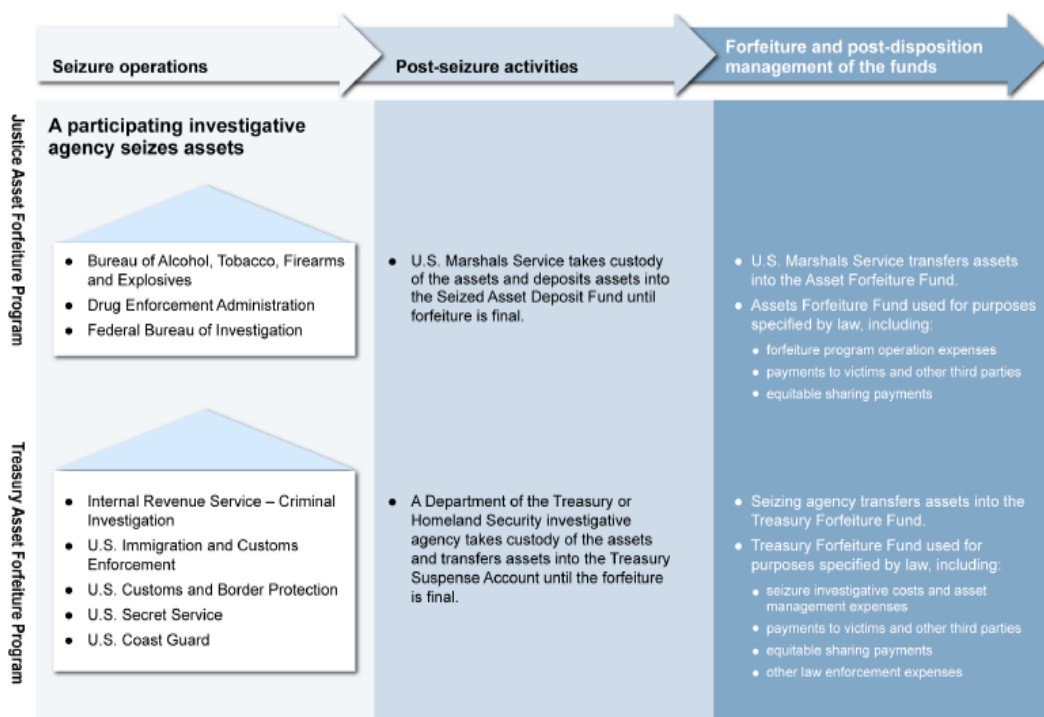 Seizure operations
Post-seizure activities
Forfeiture and post-disposition
management of the funds
Justice Asset Forfeiture Program
A participating investigative
agency seizes assets
● Bureau of Alcohol, Tobacco, Firearms
and Explosives
● Drug Enforcement Administration
● Federal Bureau of Investigation
● U.S. Marshals Service takes custody
of the assets and deposits assets into
the Seized Asset Deposit Fund until
forfeiture is final.
● U.S. Marshals Service transfers assets
into the Asset Forfeiture Fund.
● Assets Forfeiture Fund used for purposes
specified by law, including:
● forfeiture program operation expenses
● payments to victims and other third parties
● equitable sharing payments
Treasury Asset Forfeiture Program
● Internal Revenue Service – Criminal
Investigation
● U.S. Immigration and Customs
Enforcement
● U.S. Customs and Border Protection
● U.S. Secret Service
● U.S. Coast Guard
● A Department of the Treasury or
Homeland Security investigative
agency takes custody of the assets
and transfers assets into the Treasury
Suspense Account until the forfeiture
is final.
● Seizing agency transfers assets into the
Treasury Forfeiture Fund.
● Treasury Forfeiture Fund used for
purposes specified by law, including:
● seizure investigative costs and asset
management expenses
● payments to victims and other third parties
● equitable sharing payments
● other law enforcement expenses